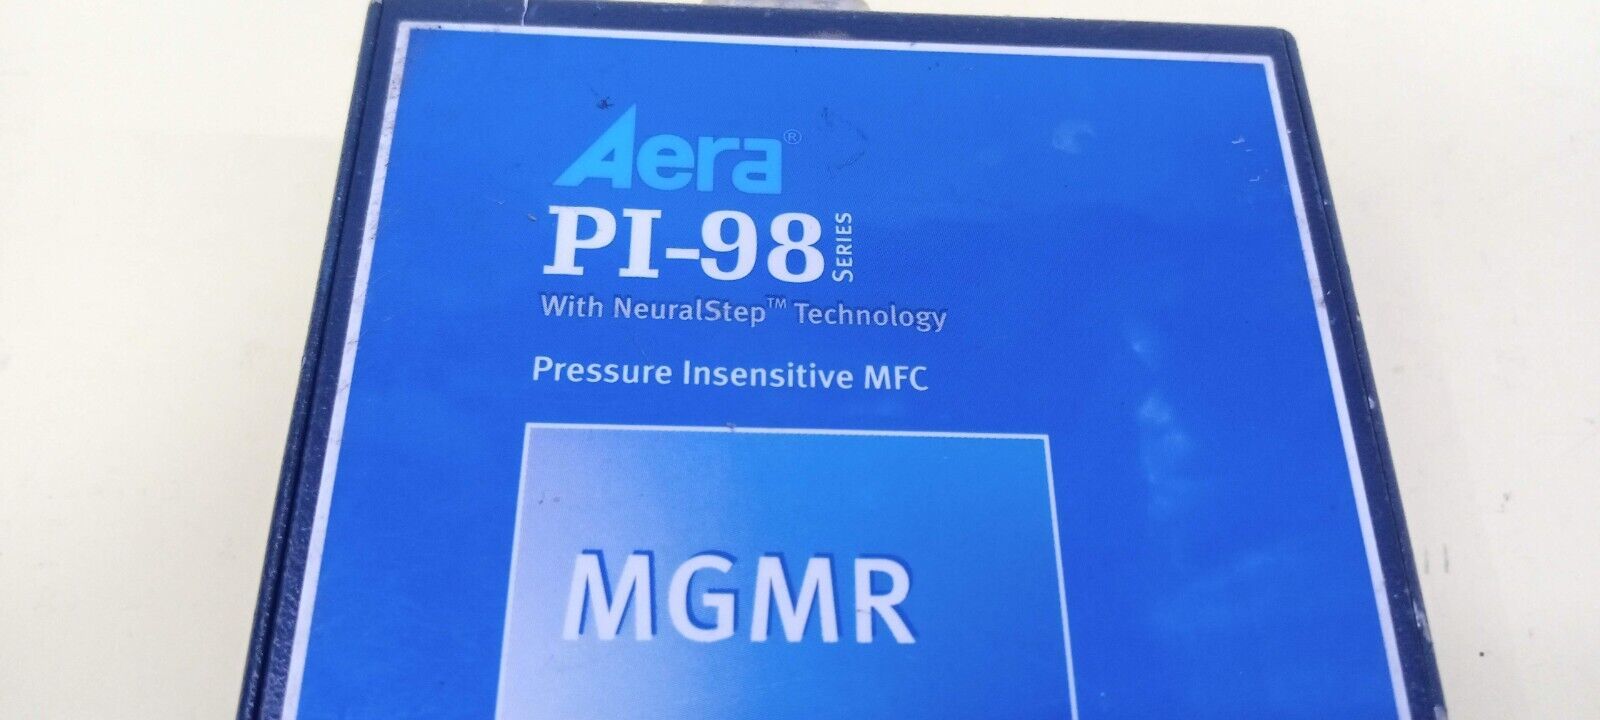 Aera®
PI-98 SERIES
With NeuralStep™ Technology
Pressure Insensitive MFC
MGMR